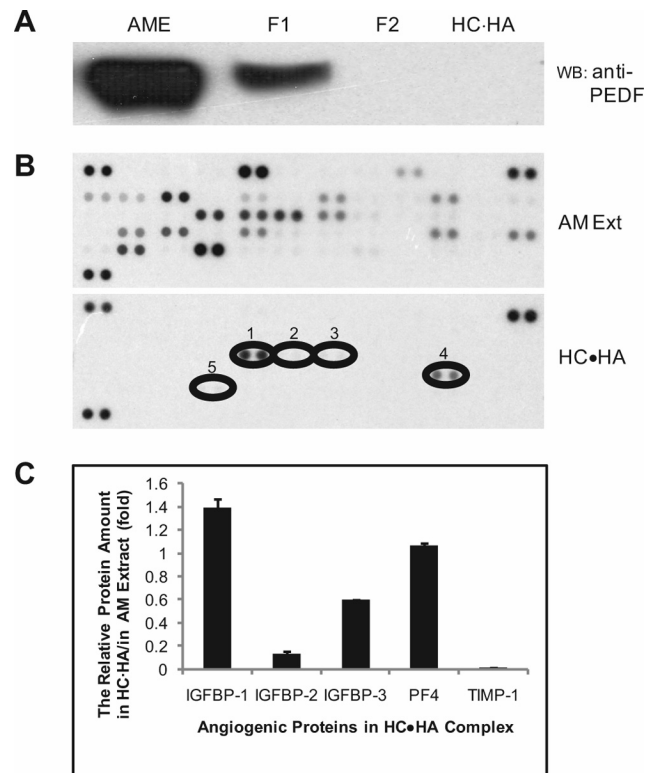 A
AME F1 F2 HC·HA
WB: anti-
PEDF
B
AM Ext
1 2 3
4
5
HC●HA
C
The Relative Protein Amount
in HC·HA/in AM Extract (fold)
1.6
1.4
1.2
1
0.8
0.6
0.4
0.2
0
IGFBP-1 IGFBP-2 IGFBP-3 PF4 TIMP-1
Angiogenic Proteins in HC●HA Complex